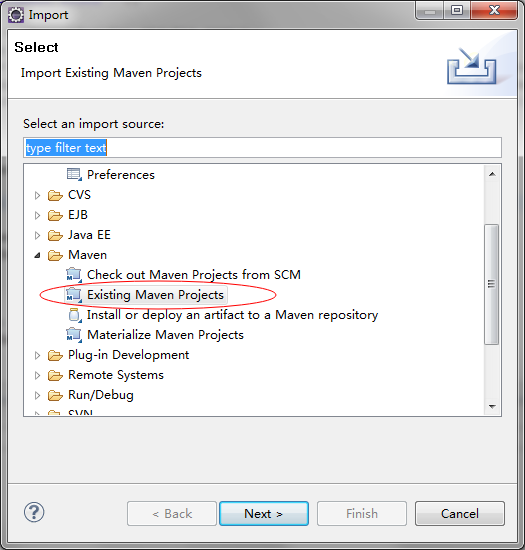 Import
Select
Import Existing Maven Projects
Select an import source:
type filter text
Preferences
CVS
EJB
Java EE
Maven
Check out Maven Projects from SCM
Existing Maven Projects
Install or deploy an artifact to a Maven repository
Materialize Maven Projects
Plug-in Development
Remote Systems
Run/Debug
SVN
?
< Back
Next >
Finish
Cancel